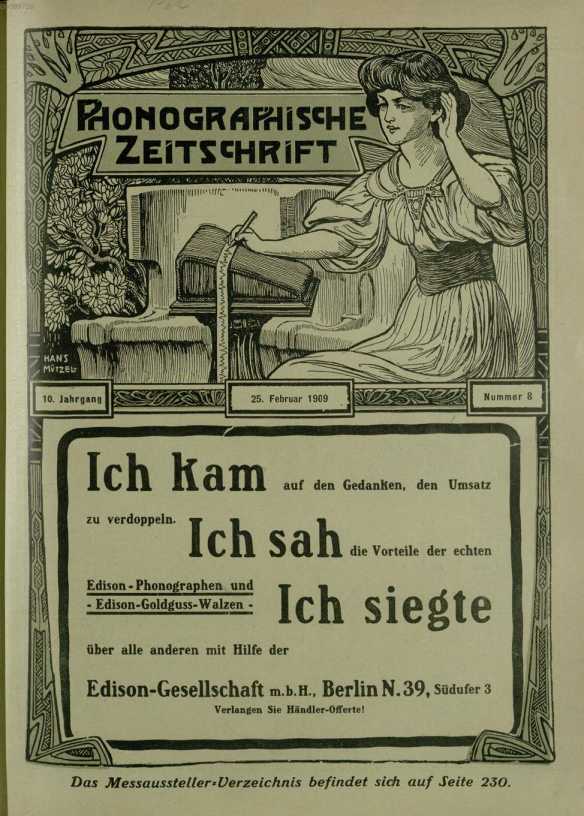 PHONOGRAPHISCHE
ZEITSCHRIFT
HANS
MÜTZEL
10. Jahrgang
25. Februar 1909
Nummer 8
Ich kam auf den Gedanken, den Umsatz
zu verdoppeln. Ich sah die Vorteile der echten
Edison-Phonographen und
- Edison-Goldguss-Walzen - Ich siegte
über alle anderen mit Hilfe der
Edison-Gesellschaft m.b.H., Berlin N. 39, Südufer 3
Verlangen Sie Händler-Offerte!
Das Messaussteller-Verzeichnis befindet sich auf Seite 230.